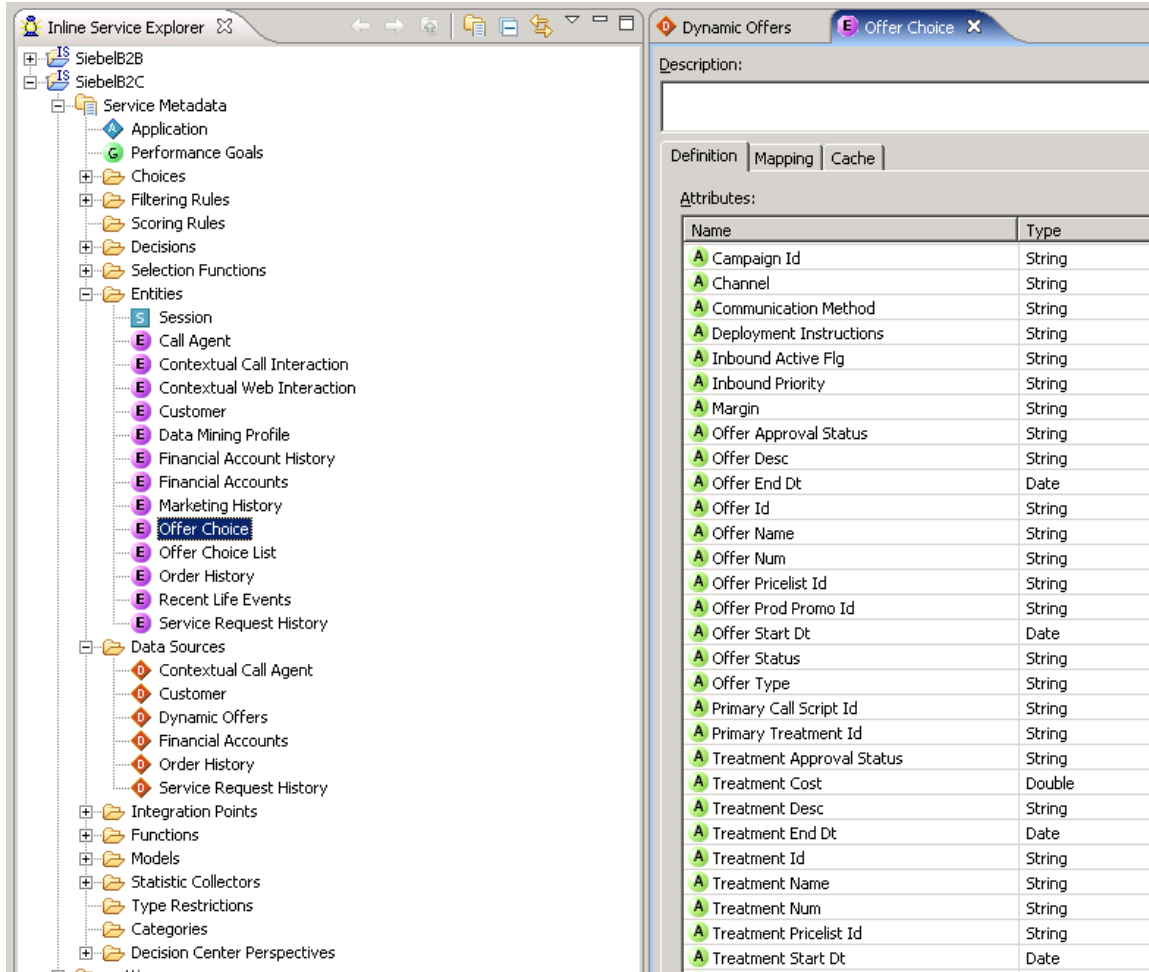 Inline Service Explorer
SiebelB2B
SiebelB2C
Service Metadata
Application
Performance Goals
Choices
Filtering Rules
Scoring Rules
Decisions
Selection Functions
Entities
Session
Call Agent
Contextual Call Interaction
Contextual Web Interaction
Customer
Data Mining Profile
Financial Account History
Financial Accounts
Marketing History
Offer Choice
Offer Choice List
Order History
Recent Life Events
Service Request History
Data Sources
Contextual Call Agent
Customer
Dynamic Offers
Financial Accounts
Order History
Service Request History
Integration Points
Functions
Models
Statistic Collectors
Type Restrictions
Categories
Decision Center Perspectives
Dynamic Offers Offer Choice
Description:
Definition Mapping Cache
Attributes:
Name Type
Campaign Id String
Channel String
Communication Method String
Deployment Instructions String
Inbound Active Flg String
Inbound Priority String
Margin String
Offer Approval Status String
Offer Desc String
Offer End Dt Date
Offer Id String
Offer Name String
Offer Num String
Offer Pricelist Id String
Offer Prod Promo Id String
Offer Start Dt Date
Offer Status String
Offer Type String
Primary Call Script Id String
Primary Treatment Id String
Treatment Approval Status String
Treatment Cost Double
Treatment Desc String
Treatment End Dt Date
Treatment Id String
Treatment Name String
Treatment Num String
Treatment Pricelist Id String
Treatment Start Dt Date